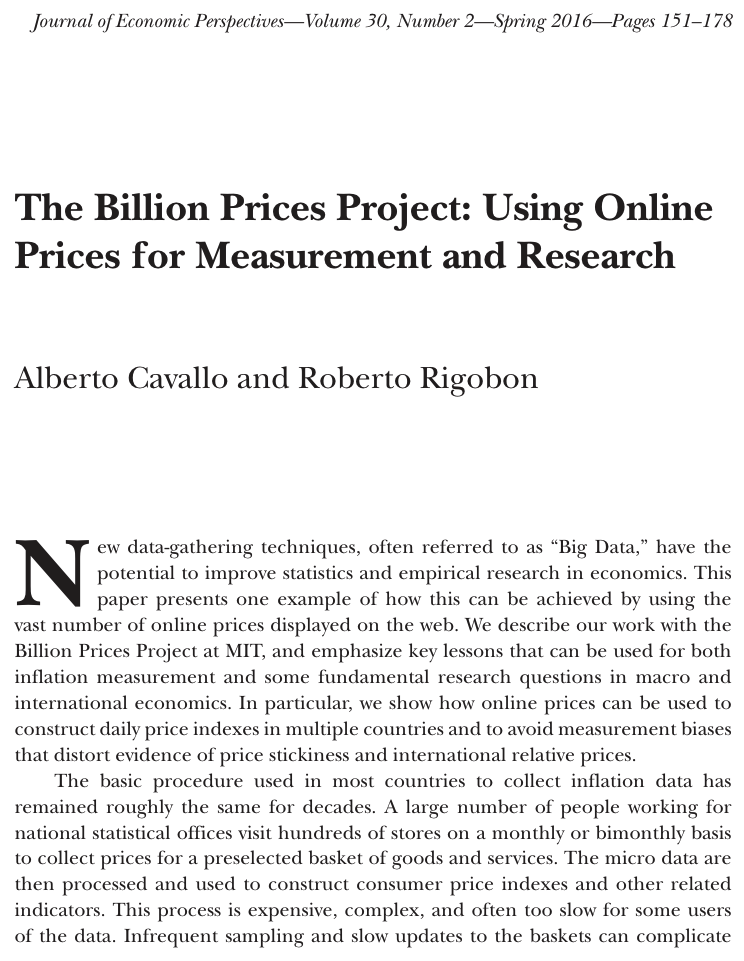 Journal of Economic Perspectives—Volume 30, Number 2—Spring 2016—Pages 151–178
The Billion Prices Project: Using Online
Prices for Measurement and Research
Alberto Cavallo and Roberto Rigobon
New data-gathering techniques, often referred to as “Big Data,” have the
potential to improve statistics and empirical research in economics. This
paper presents one example of how this can be achieved by using the
vast number of online prices displayed on the web. We describe our work with the
Billion Prices Project at MIT, and emphasize key lessons that can be used for both
inflation measurement and some fundamental research questions in macro and
international economics. In particular, we show how online prices can be used to
construct daily price indexes in multiple countries and to avoid measurement biases
that distort evidence of price stickiness and international relative prices.
The basic procedure used in most countries to collect inflation data has
remained roughly the same for decades. A large number of people working for
national statistical offices visit hundreds of stores on a monthly or bimonthly basis
to collect prices for a preselected basket of goods and services. The micro data are
then processed and used to construct consumer price indexes and other related
indicators. This process is expensive, complex, and often too slow for some users
of the data. Infrequent sampling and slow updates to the baskets can complicate